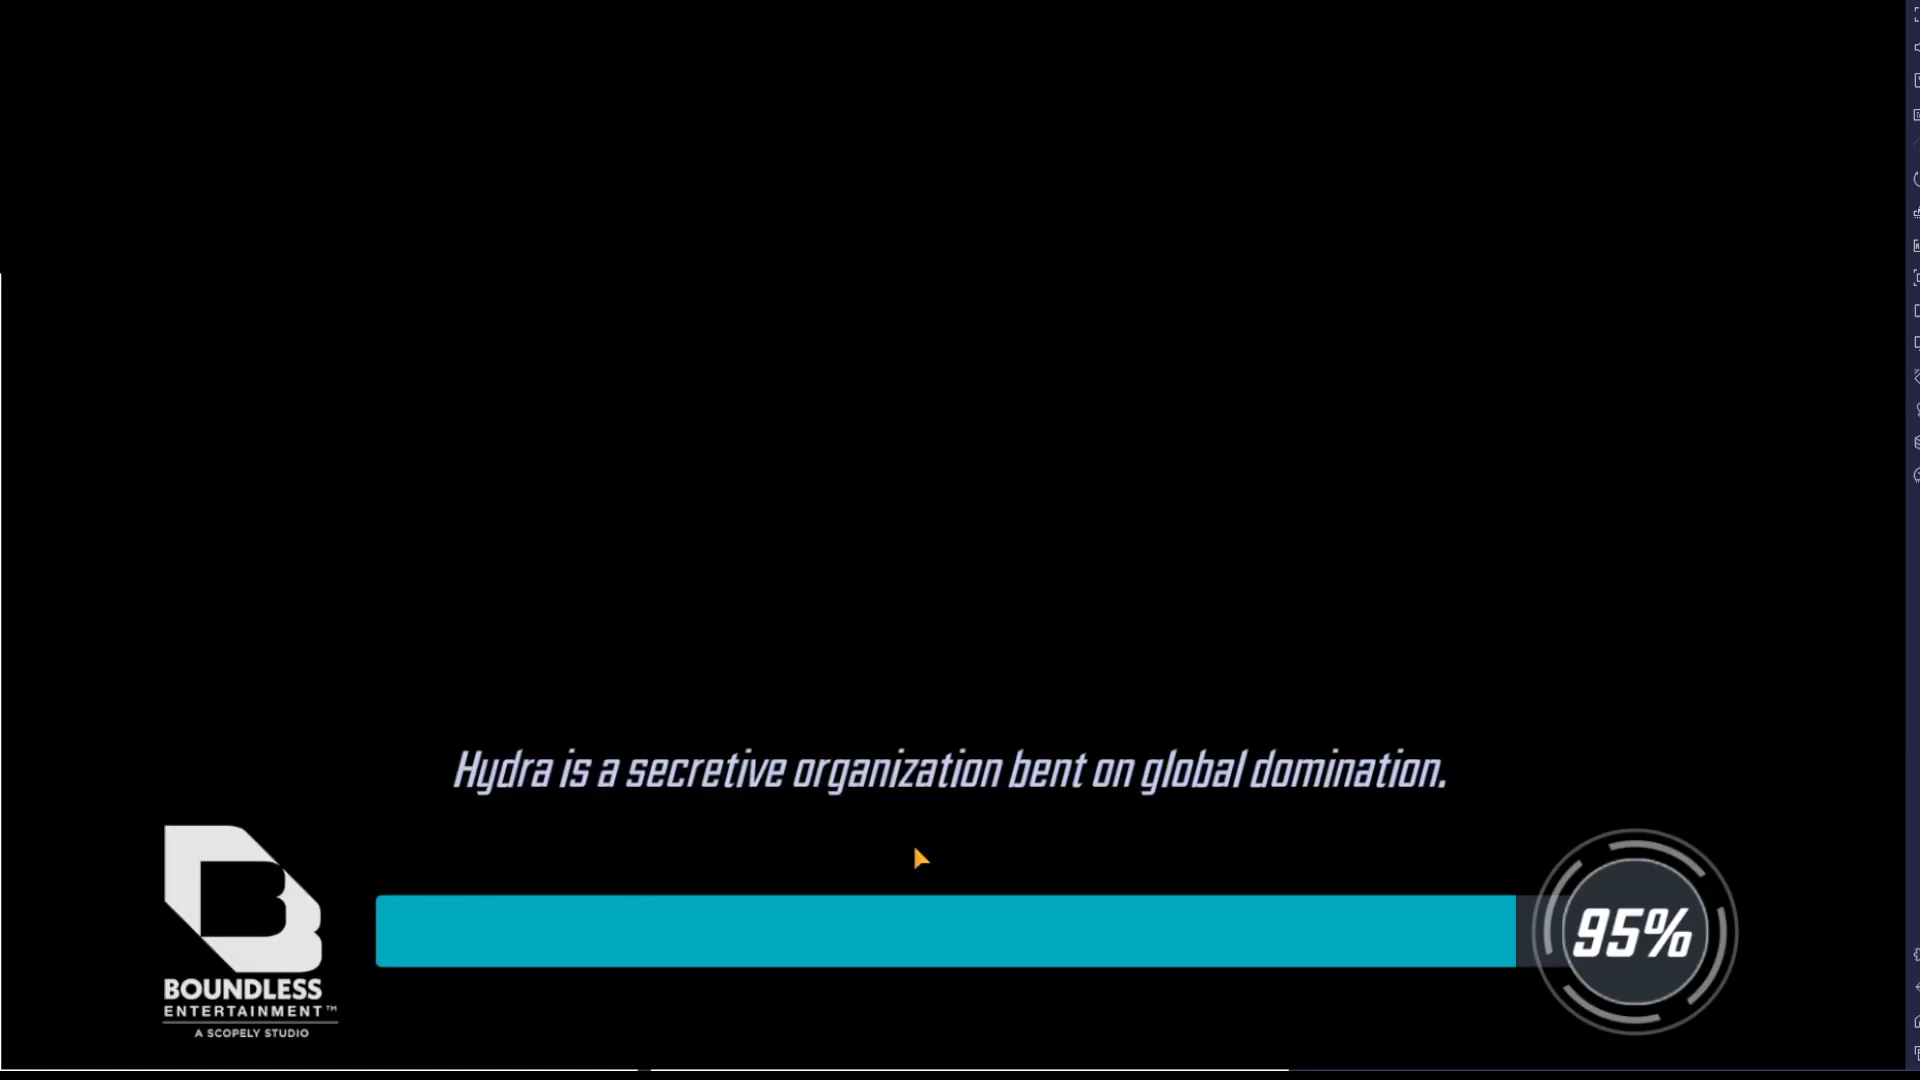 Hydra is a secretive organization bent on global domination.
95%
BOUNDLESS
ENTERTAINMENT™
A SCOPELY STUDIO